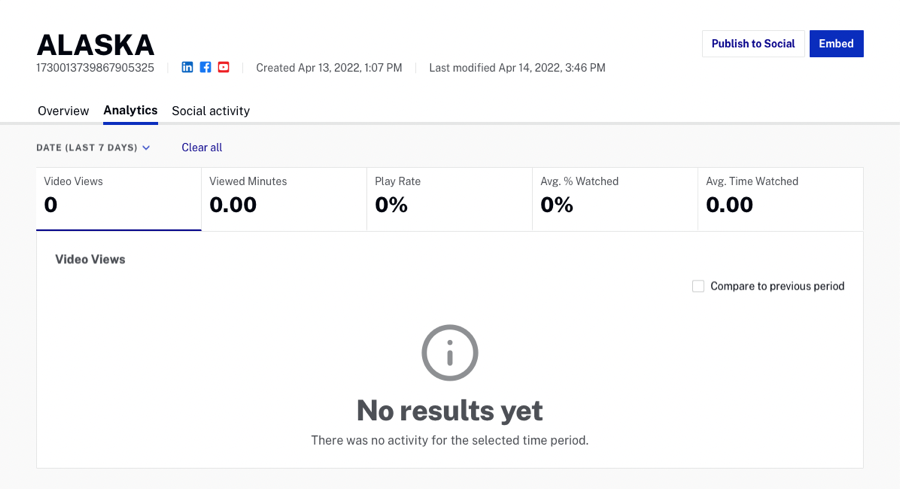 ALASKA
1730013739867905325 Created Apr 13, 2022, 1:07 PM Last modified Apr 14, 2022, 3:46 PM
Publish to Social Embed
Overview Analytics Social activity
DATE (LAST 7 DAYS) Clear all
Video Views
0
Viewed Minutes
0.00
Play Rate
0%
Avg. % Watched
0%
Avg. Time Watched
0.00
Video Views
Compare to previous period
No results yet
There was no activity for the selected time period.